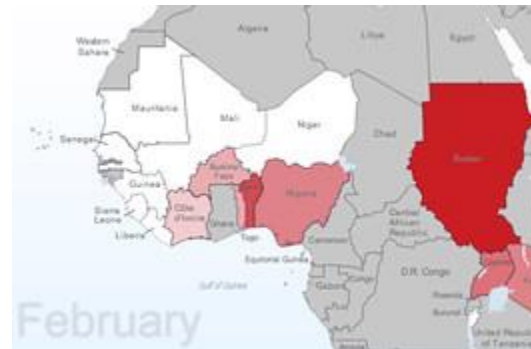 Algeria
Libya
Egypt
Western
Sahara
Mauritania
Mali
Niger
Chad
Sudan
Senegal
Guinea
Sierra
Leone
Liberia
Burkina
Faso
Côte
d'Ivoire
Ghana
Togo
Nigeria
Cameroon
Central
African
Republic
Equatorial Guinea
Gulf of Guinea
Gabon
Congo
D.R. Congo
Rwanda
Burundi
United Republic
of Tanzania
February